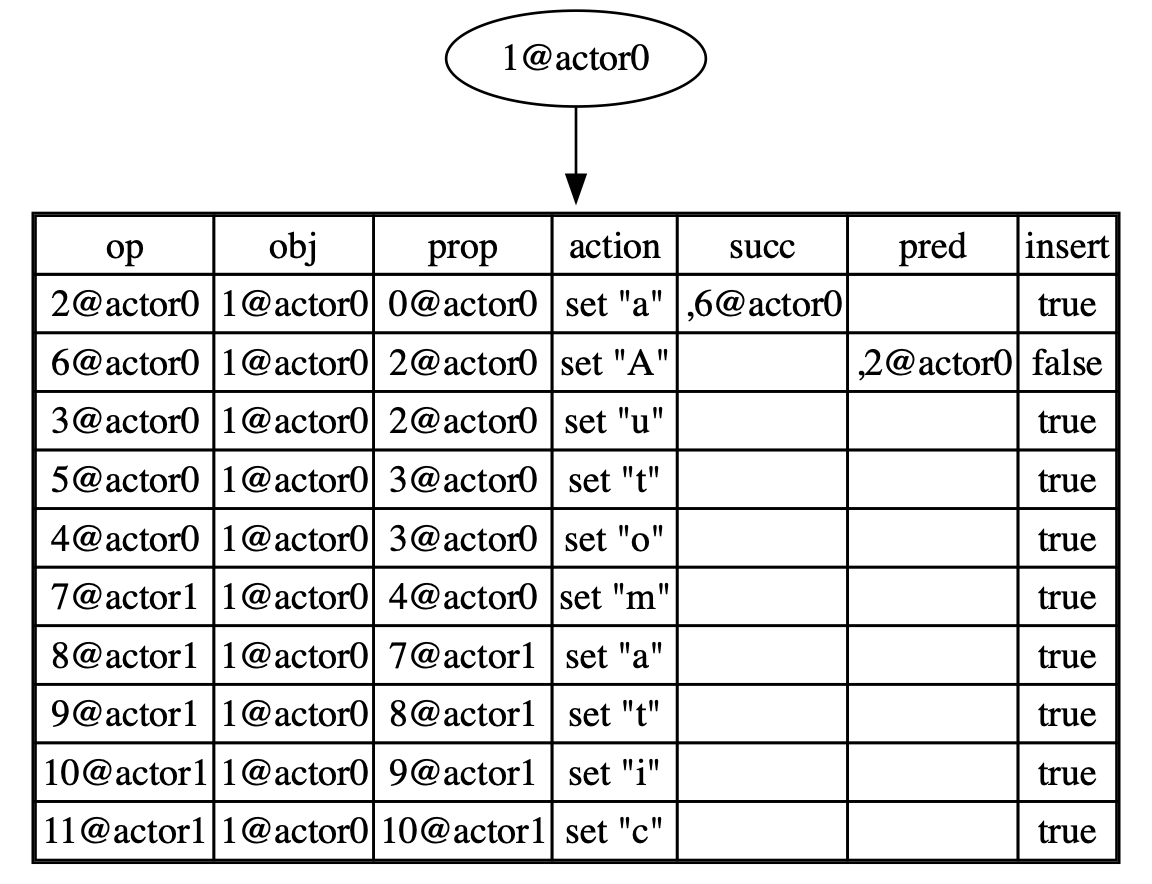 1@actor0
op obj prop action succ pred insert
2@actor0 1@actor0 0@actor0 set "a" ,6@actor0 true
6@actor0 1@actor0 2@actor0 set "A" ,2@actor0 false
3@actor0 1@actor0 2@actor0 set "u" true
5@actor0 1@actor0 3@actor0 set "t" true
4@actor0 1@actor0 3@actor0 set "o" true
7@actor1 1@actor0 4@actor0 set "m" true
8@actor1 1@actor0 7@actor1 set "a" true
9@actor1 1@actor0 8@actor1 set "t" true
10@actor1 1@actor0 9@actor1 set "i" true
11@actor1 1@actor0 10@actor1 set "c" true